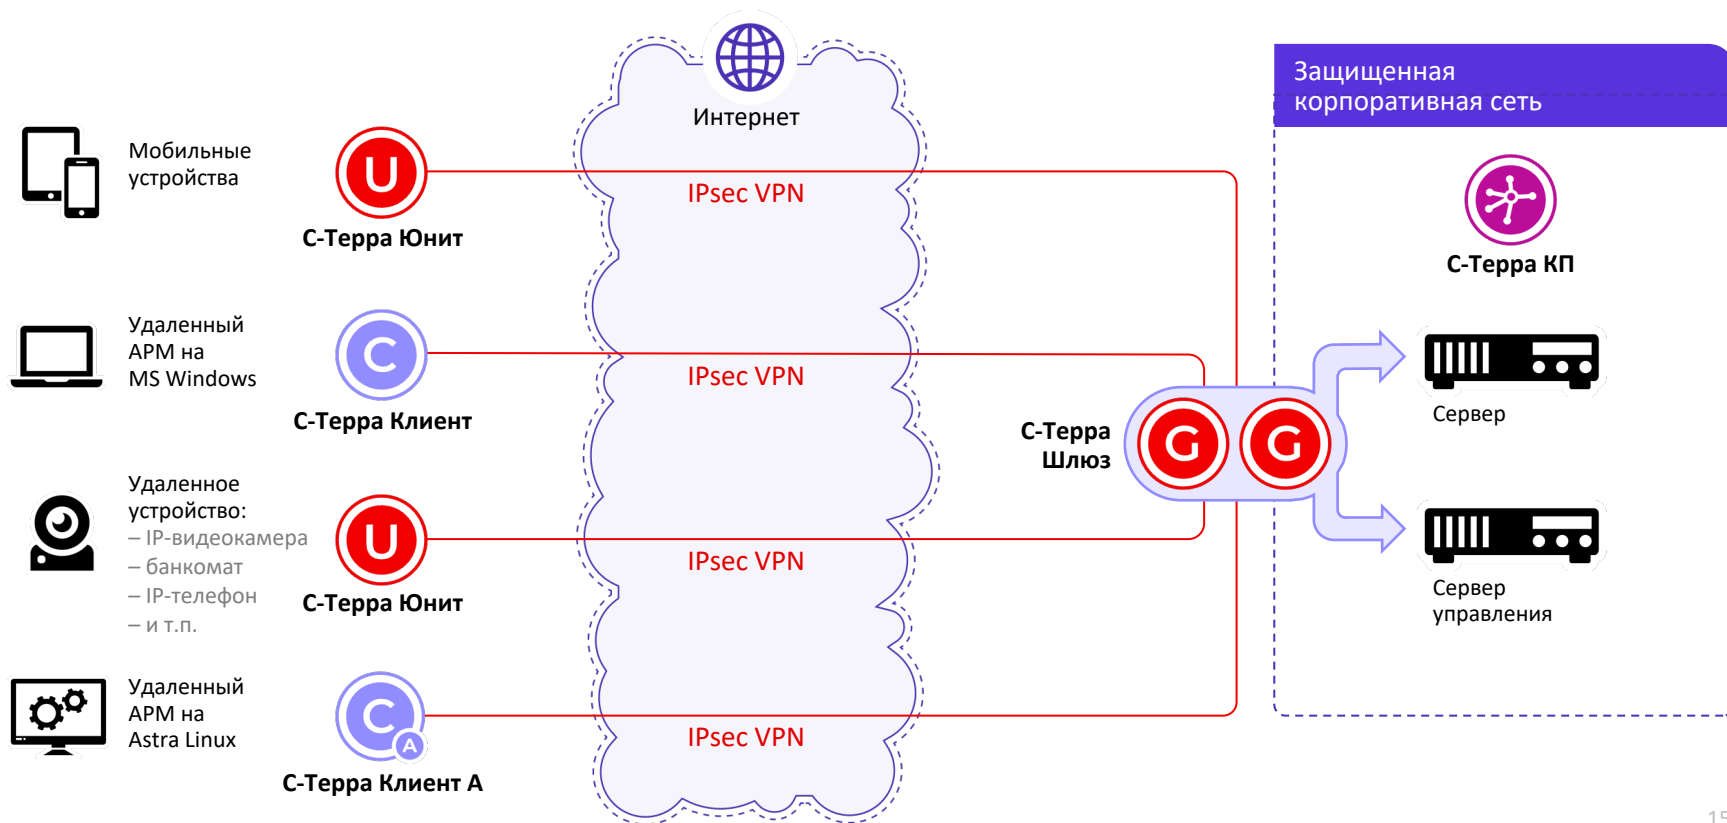 Интернет
Защищенная
корпоративная сеть
Мобильные
устройства
U
С-Терра Юнит
IPsec VPN
С-Терра КП
Удаленный
АРМ на
MS Windows
C
С-Терра Клиент
IPsec VPN
С-Терра
Шлюз
G
G
Сервер
Удаленное
устройство:
– IP-видеокамера
– банкомат
– IP-телефон
– и т.п.
U
С-Терра Юнит
IPsec VPN
Сервер
управления
Удаленный
АРМ на
Astra Linux
C
A
С-Терра Клиент А
IPsec VPN
15